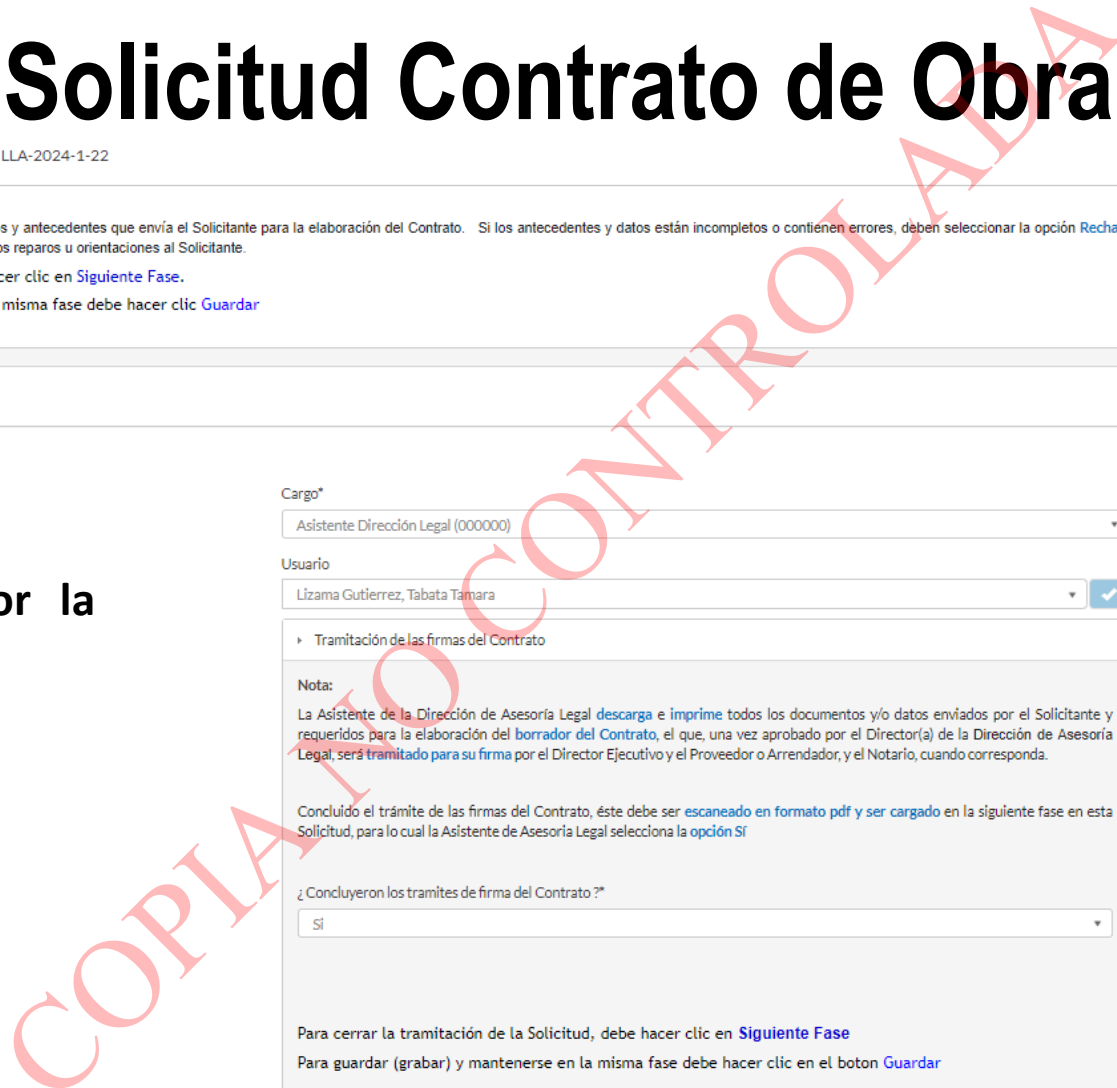 Solicitud Contrato de Obra
LLA-2024-1-22
s y antecedentes que envía el Solicitante para la elaboración del Contrato. Si los antecedentes y datos están incompletos o contienen errores, deben seleccionar la opción Recha
os reparos u orientaciones al Solicitante.
cer clic en Siguiente Fase.
misma fase debe hacer clic Guardar
Cargo*
Asistente Dirección Legal (000000)
Usuario
or la
Lizama Gutierrez, Tabata Tamara
Tramitación de las firmas del Contrato
Nota:
La Asistente de la Dirección de Asesoría Legal descarga e imprime todos los documentos y/o datos enviados por el Solicitante y
requeridos para la elaboración del borrador del Contrato, el que, una vez aprobado por el Director(a) de la Dirección de Asesoría
Legal, será tramitado para su firma por el Director Ejecutivo y el Proveedor o Arrendador, y el Notario, cuando corresponda.
Concluido el trámite de las firmas del Contrato, éste debe ser escaneado en formato pdf y ser cargado en la siguiente fase en esta
Solicitud, para lo cual la Asistente de Asesoria Legal selecciona la opción Sí
¿ Concluyeron los tramites de firma del Contrato ?*
Si
Para cerrar la tramitación de la Solicitud, debe hacer clic en Siguiente Fase
Para guardar (grabar) y mantenerse en la misma fase debe hacer clic en el boton Guardar
COPIA NO CONTROLADA